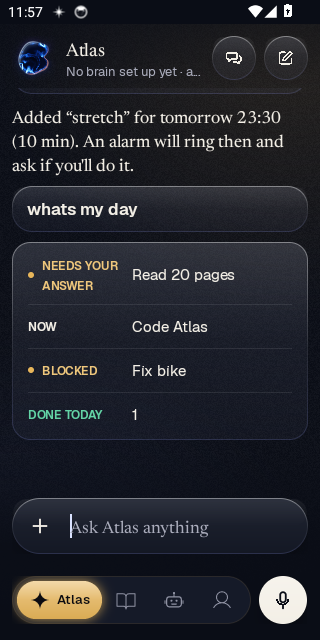 11:57
Atlas
No brain set up yet · a...
Added “stretch” for tomorrow 23:30
(10 min). An alarm will ring then and
ask if you'll do it.
whats my day
NEEDS YOUR
ANSWER
Read 20 pages
NOW
Code Atlas
BLOCKED
Fix bike
DONE TODAY
1
Ask Atlas anything
Atlas